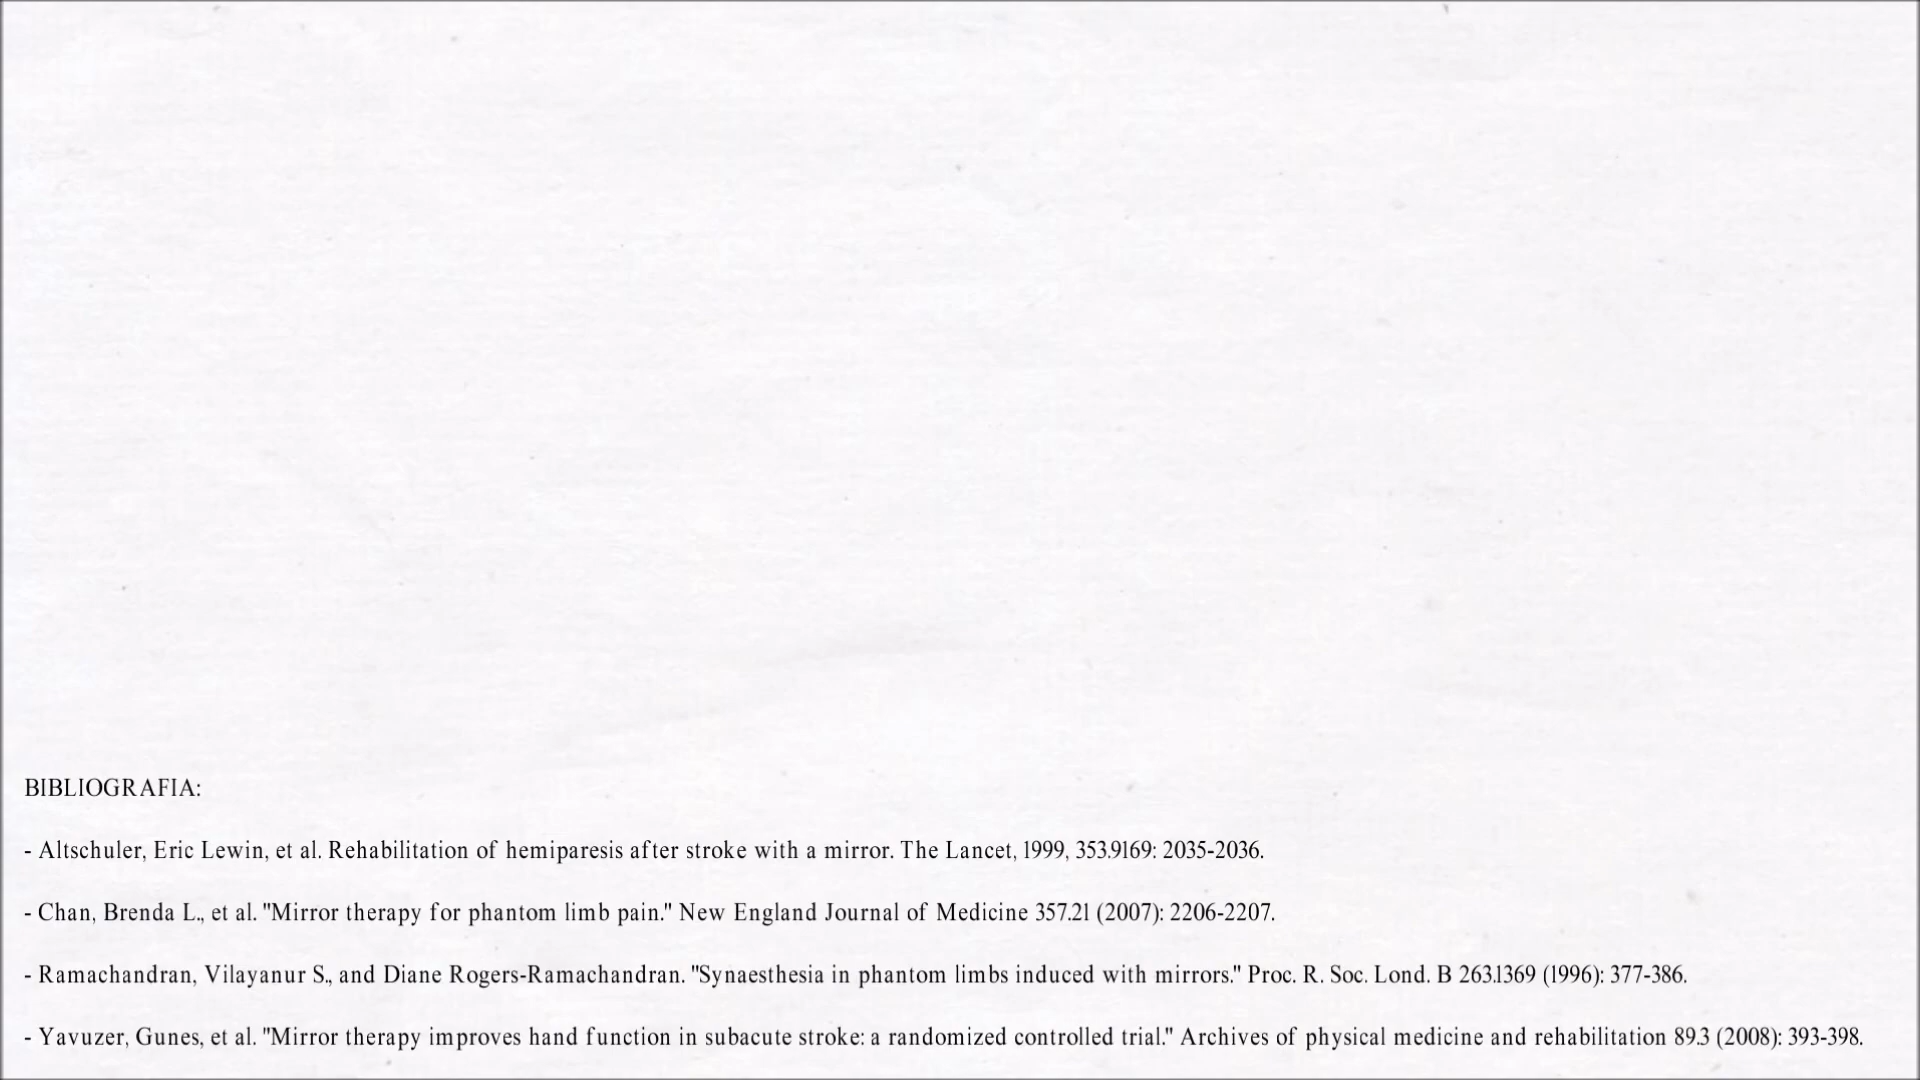 BIBLIOGRAFIA:
- Altschuler, Eric Lewin, et al. Rehabilitation of hemiparesis after stroke with a mirror. The Lancet, 1999, 353.9169: 2035-2036.
- Chan, Brenda L., et al. "Mirror therapy for phantom limb pain." New England Journal of Medicine 357.21 (2007): 2206-2207.
- Ramachandran, Vilayanur S., and Diane Rogers-Ramachandran. "Synaesthesia in phantom limbs induced with mirrors." Proc. R. Soc. Lond. B 263.1369 (1996): 377-386.
- Yavuzer, Gunes, et al. "Mirror therapy improves hand function in subacute stroke: a randomized controlled trial." Archives of physical medicine and rehabilitation 89.3 (2008): 393-398.